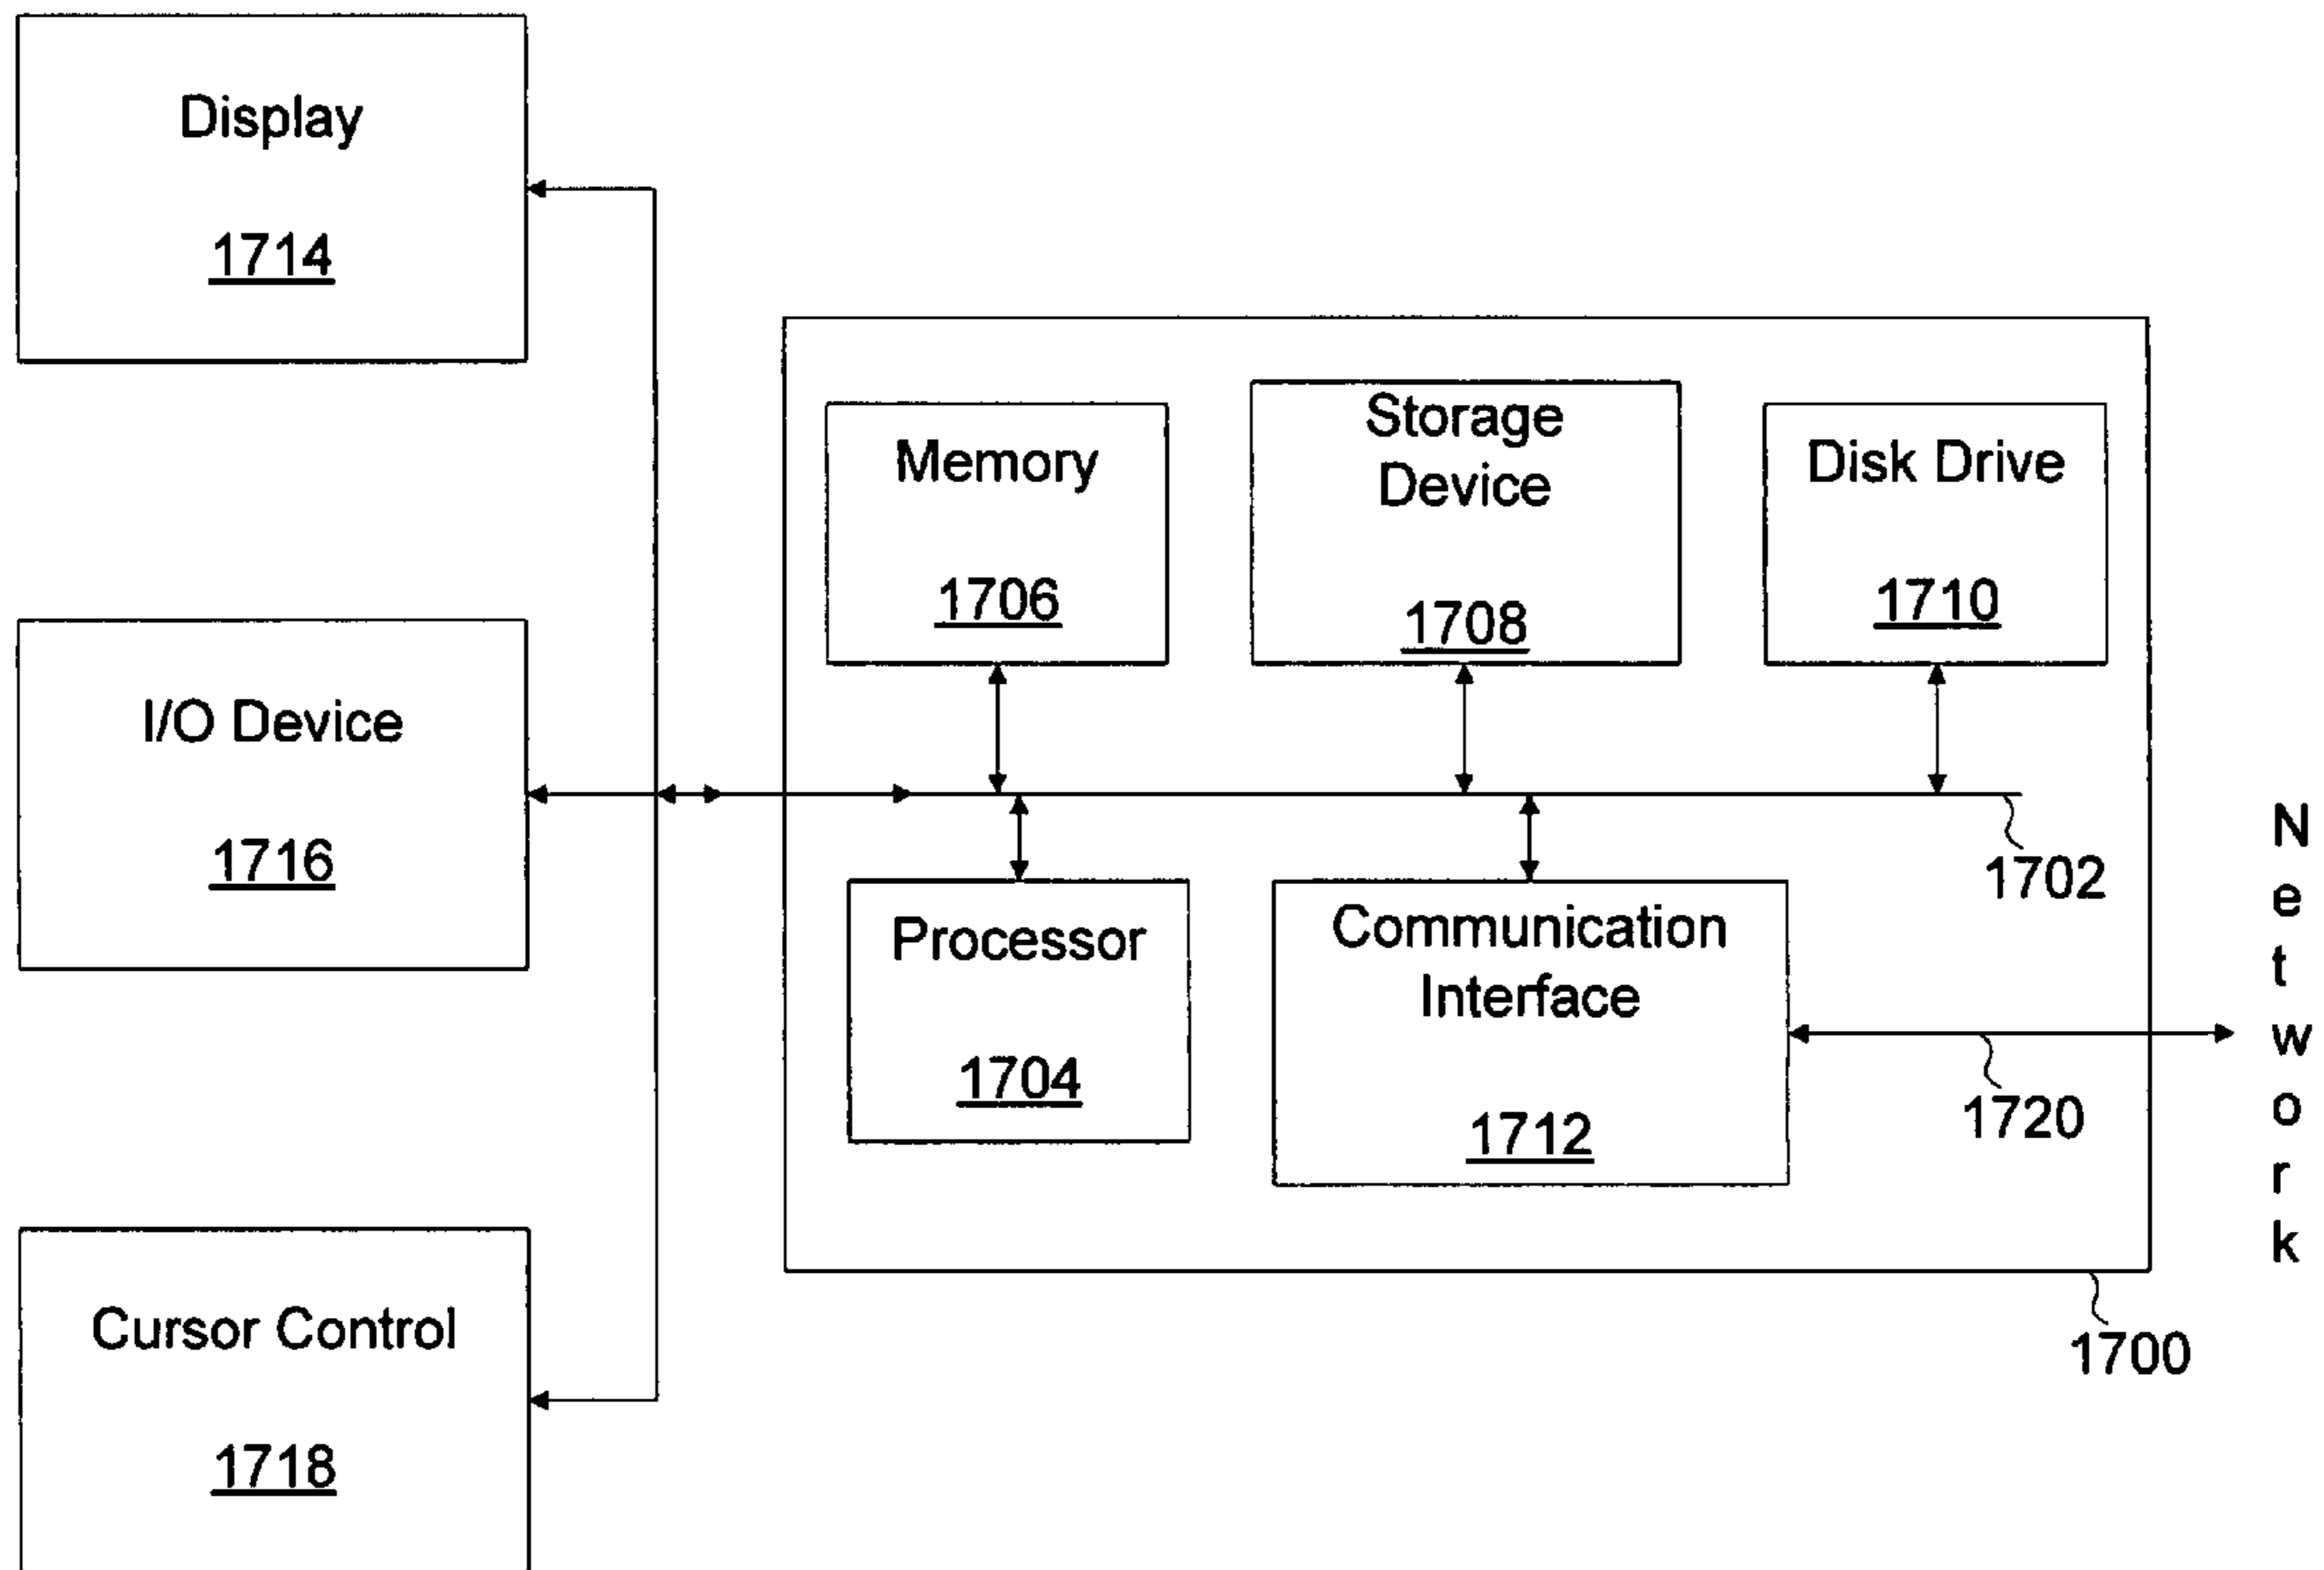 Display
1714
Memory
1706
Storage
Device
1708
Disk Drive
1710
I/O Device
1716
1702
Processor
1704
Communication
Interface
1712
1720
Network
1700
Cursor Control
1718